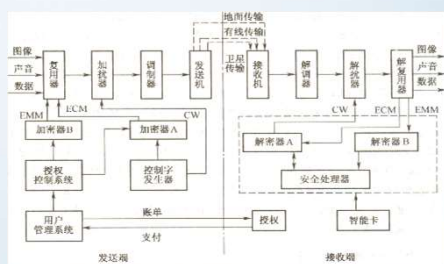 地面传输
有线传输
卫星传输
图像
声音
数据
复用器
加扰器
调制器
发送机
接收机
解调器
解扰器
解复用器
图像
声音
数据
EMM
ECM
CW
CW
ECM
EMM
加密器B
加密器A
解密器A
解密器B
授权
控制系统
控制字
发生器
安全处理器
用户
管理系统
账单
支付
授权
智能卡
发送端
接收端